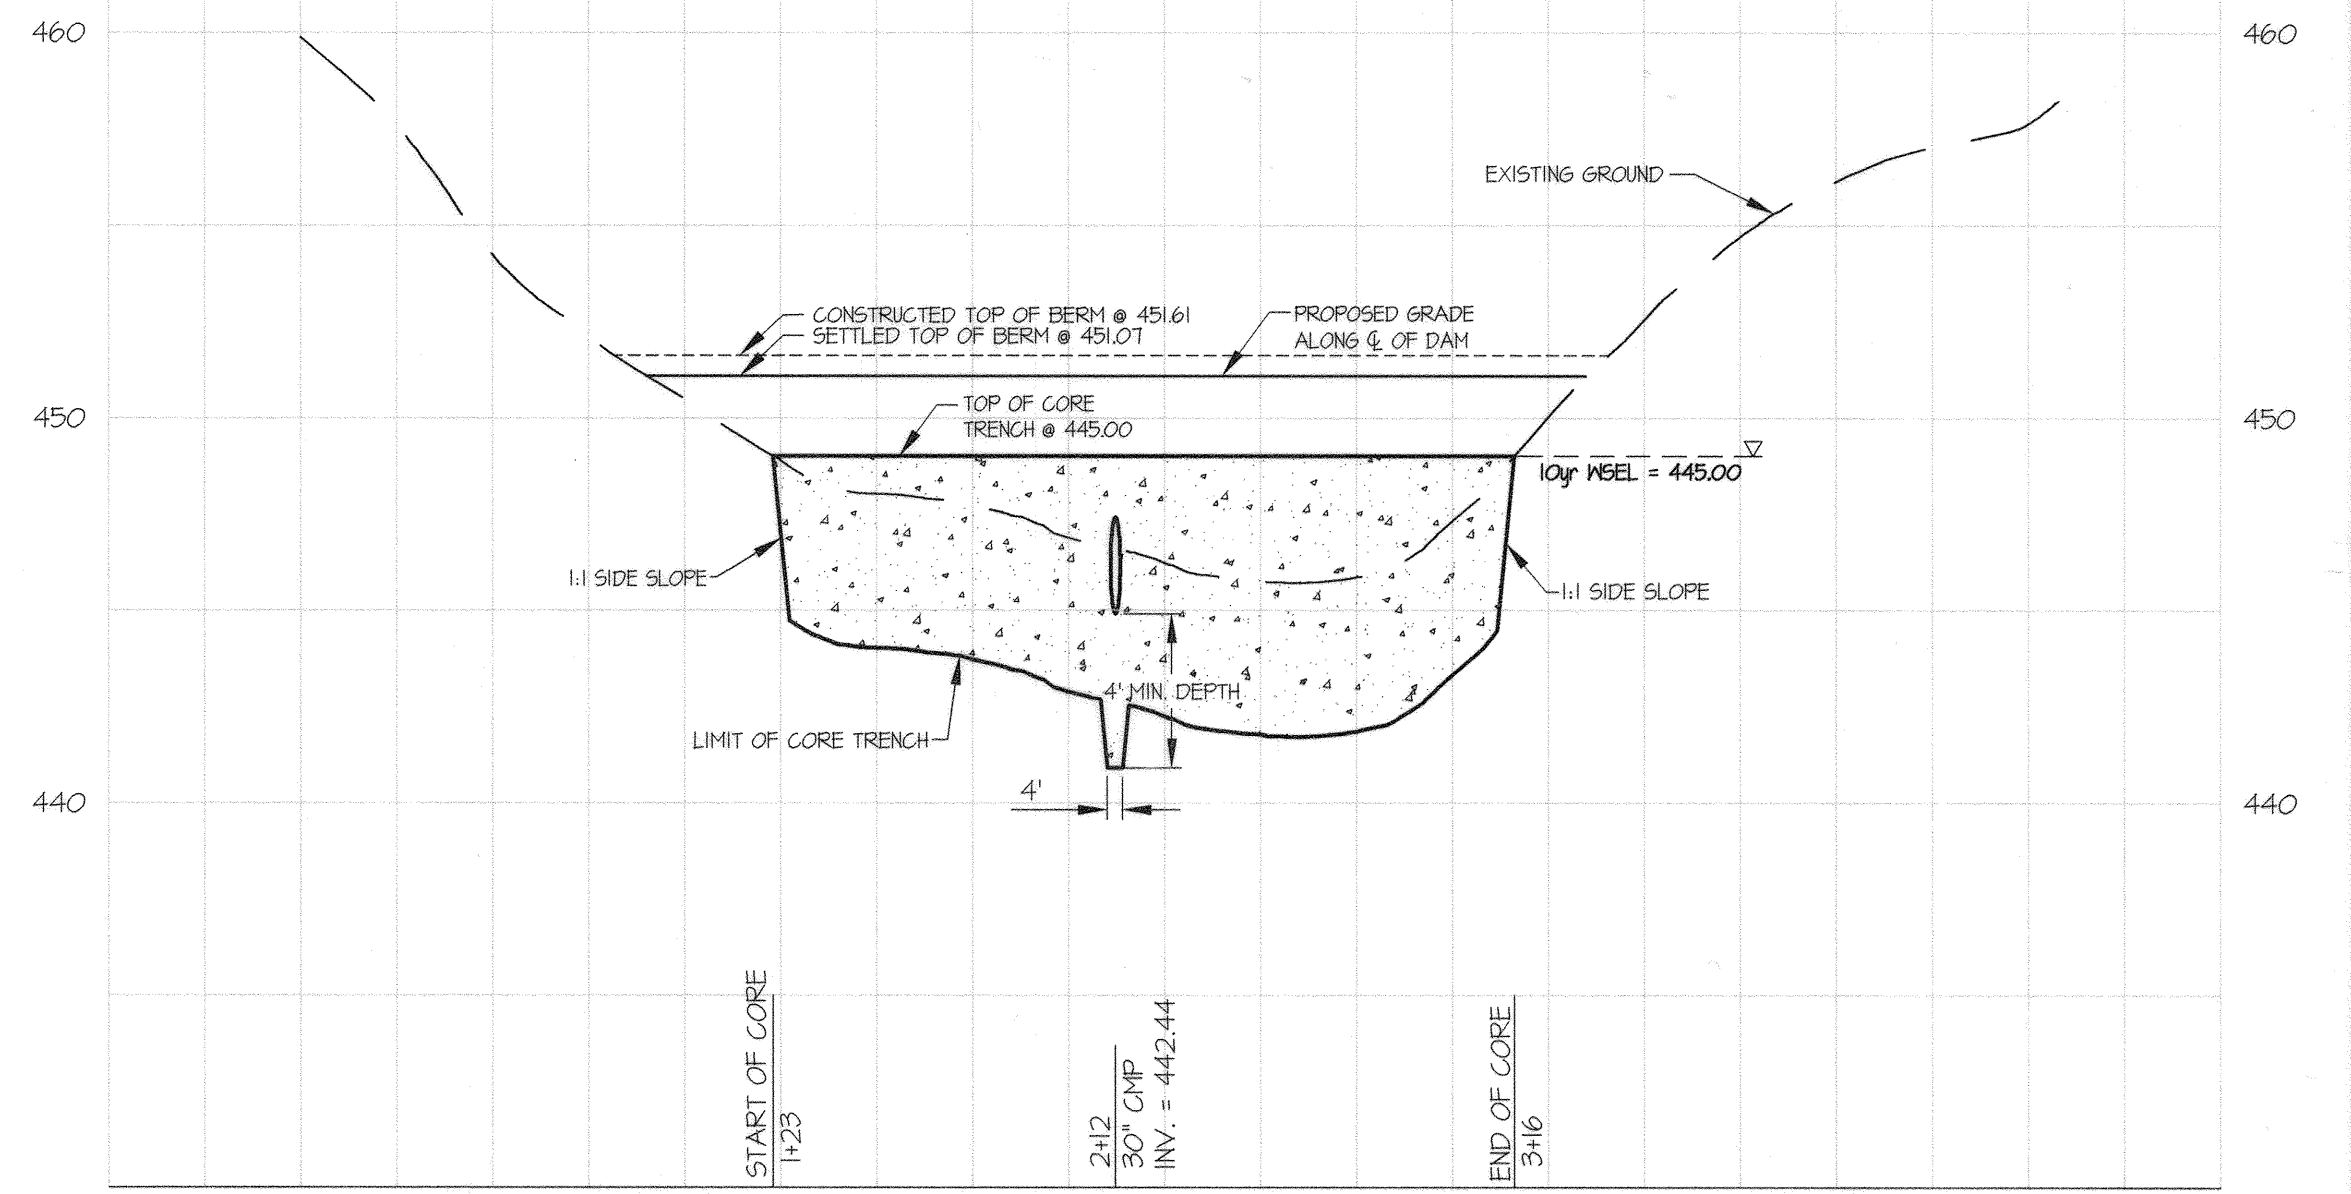 460
460
EXISTING GROUND
CONSTRUCTED TOP OF BERM @ 451.61
SETTLED TOP OF BERM @ 451.07
PROPOSED GRADE
ALONG ℄ OF DAM
TOP OF CORE
TRENCH @ 445.00
450
450
10yr WSEL = 445.00
1:1 SIDE SLOPE
1:1 SIDE SLOPE
4' MIN. DEPTH
LIMIT OF CORE TRENCH
4'
440
440
START OF CORE
1+23
2+12
30" CMP
INV. = 442.44
END OF CORE
3+16